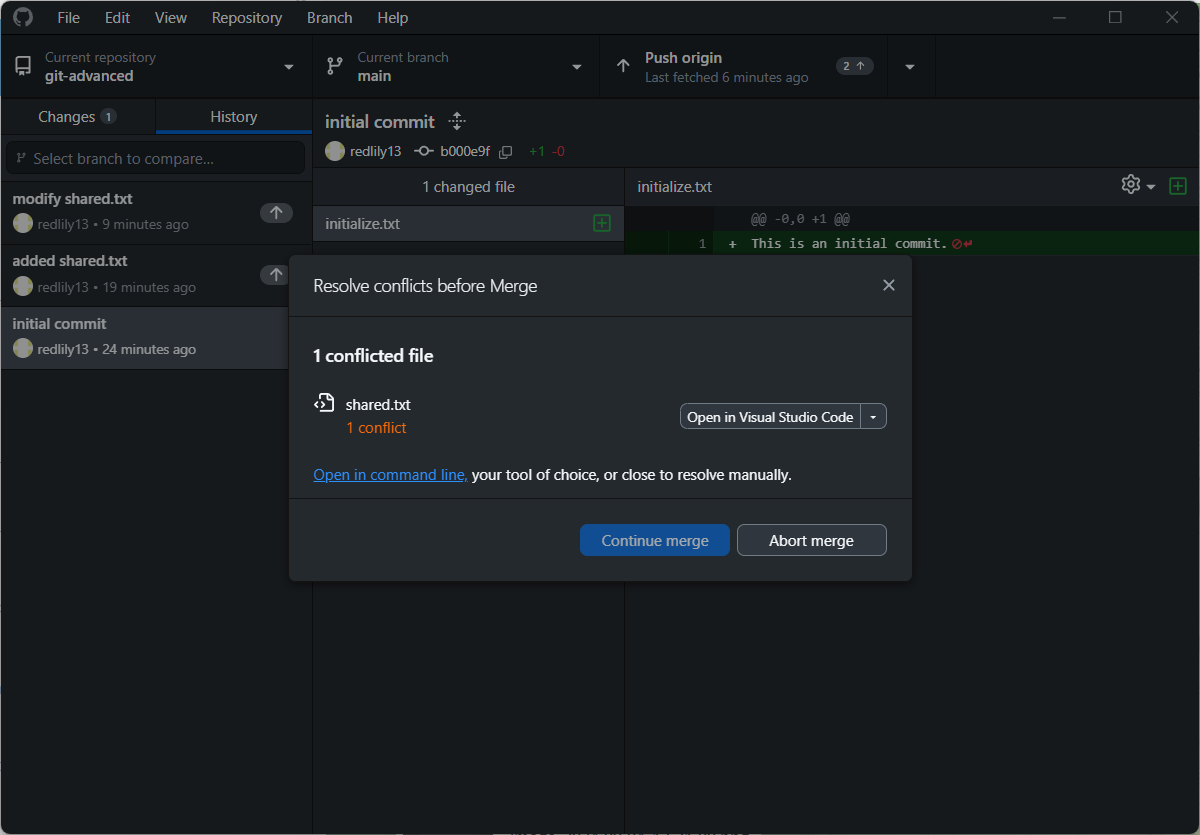 File Edit View Repository Branch Help
Current repository
git-advanced
Current branch
main
Push origin
Last fetched 6 minutes ago
2
Changes 1
History
Select branch to compare...
modify shared.txt
redlily13 • 9 minutes ago
added shared.txt
redlily13 • 19 minutes ago
initial commit
redlily13 • 24 minutes ago
initial commit
redlily13 b000e9f +1 -0
1 changed file
initialize.txt
initialize.txt
@@ -0,0 +1 @@
1 + This is an initial commit.
Resolve conflicts before Merge
1 conflicted file
shared.txt
1 conflict
Open in Visual Studio Code
Open in command line, your tool of choice, or close to resolve manually.
Continue merge
Abort merge